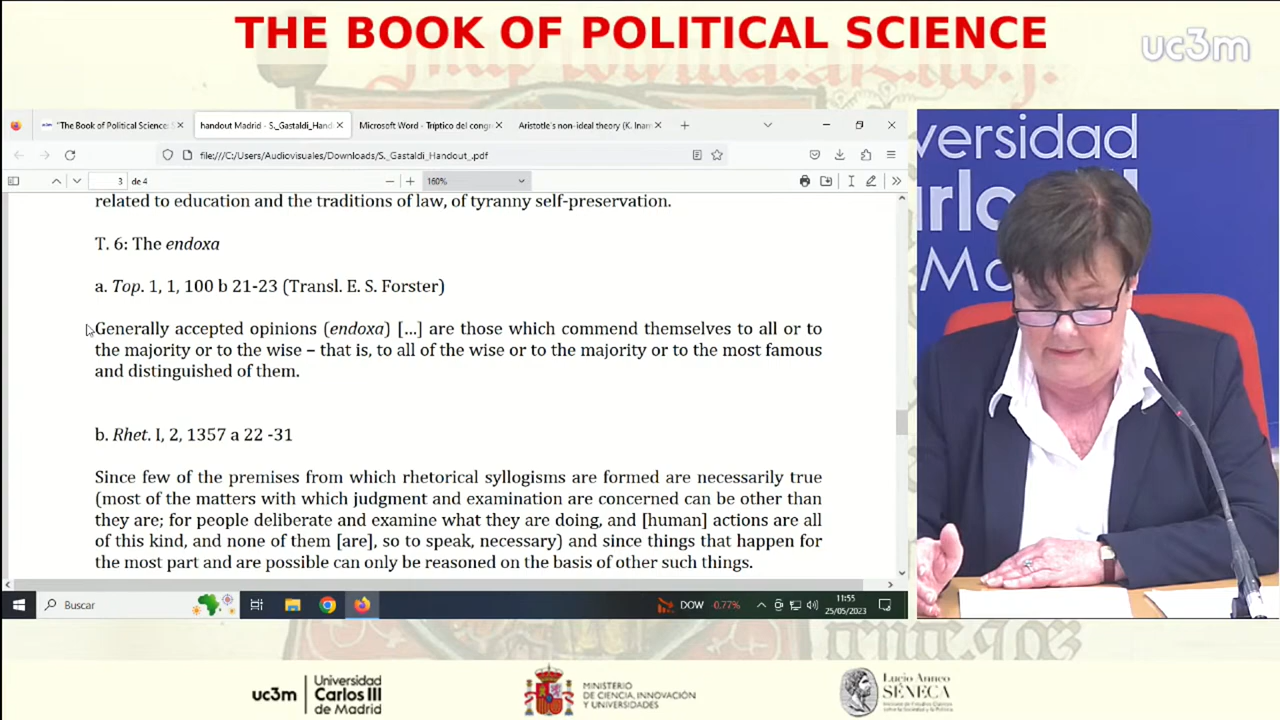 THE BOOK OF POLITICAL SCIENCE
uc3m
"The Book of Political Science:
handout Madrid - S._Gastaldi_Hand
Microsoft Word - Tríptico del congr
Aristotle's non-ideal theory (K. Inam
file:///C:/Users/Audiovisuales/Downloads/S._Gastaldi_Handout_.pdf
3 de 4
160%
related to education and the traditions of law, of tyranny self-preservation.
T. 6: The endoxa
a. Top. 1, 1, 100 b 21-23 (Transl. E. S. Forster)
Generally accepted opinions (endoxa) [...] are those which commend themselves to all or to
the majority or to the wise – that is, to all of the wise or to the majority or to the most famous
and distinguished of them.
b. Rhet. I, 2, 1357 a 22 -31
Since few of the premises from which rhetorical syllogisms are formed are necessarily true
(most of the matters with which judgment and examination are concerned can be other than
they are; for people deliberate and examine what they are doing, and [human] actions are all
of this kind, and none of them [are], so to speak, necessary) and since things that happen for
the most part and are possible can only be reasoned on the basis of other such things.
Buscar
DOW -0.77%
11:55
25/05/2023
versidad
arlo
Ma
uc3m
Universidad
Carlos III
de Madrid
MINISTERIO
DE CIENCIA, INNOVACIÓN
Y UNIVERSIDADES
Lucio Anneo
SÉNECA